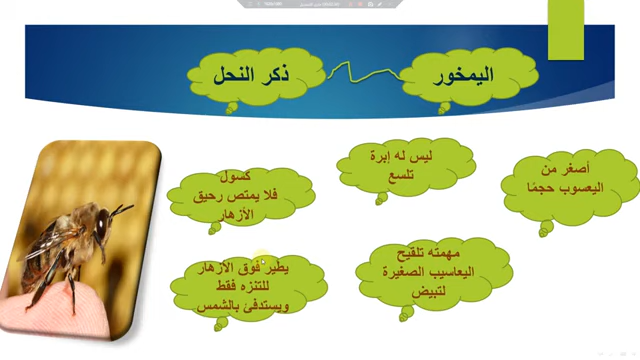 اليمخور
ذكر النحل
أصغر من
اليعسوب حجمًا
ليس له إبرة
تلسع
كسول
فلا يمتص رحيق
الأزهار
مهمته تلقيح
اليعاسيب الصغيرة
لتبيض
يطير فوق الأزهار
للتنزه فقط
ويستدفئ بالشمس